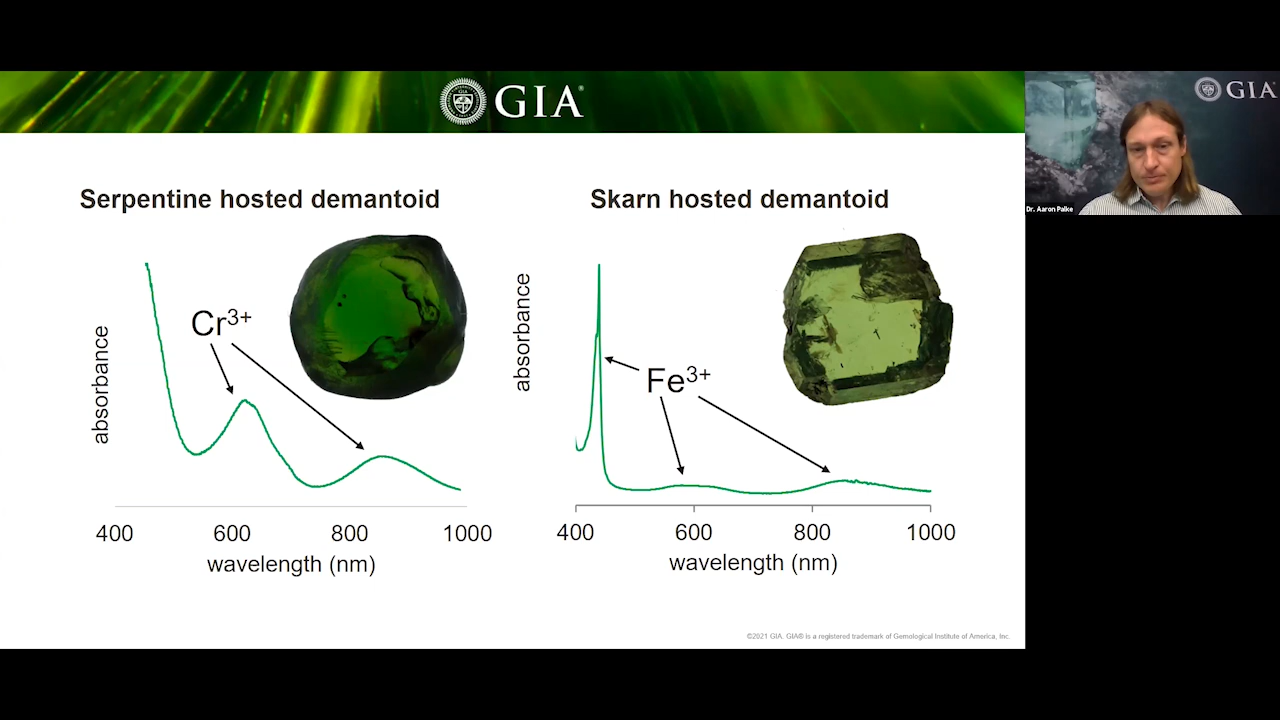 GIA®
GIA
Dr. Aaron Palke
Serpentine hosted demantoid
Skarn hosted demantoid
absorbance
Cr3+
400 600 800 1000
wavelength (nm)
absorbance
Fe3+
400 600 800 1000
wavelength (nm)
©2021 GIA. GIA® is a registered trademark of Gemological Institute of America, Inc.